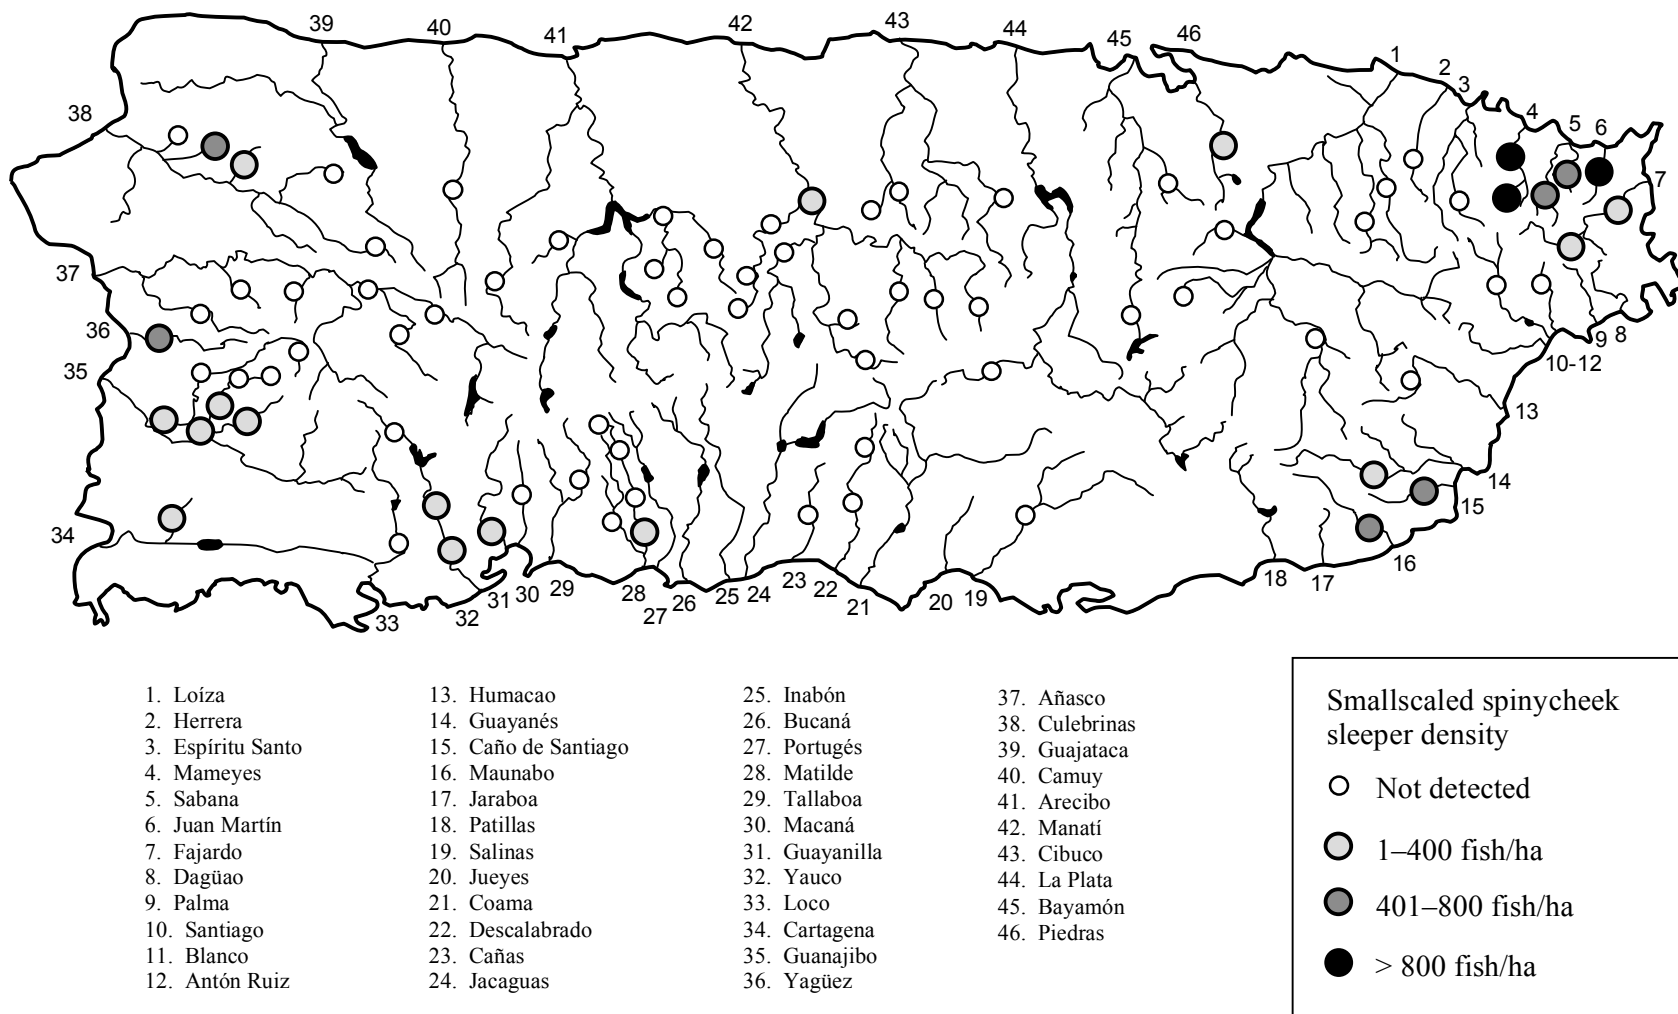 39
40
41
42
43
44
45
46
1
2
3
4
5
6
7
38
37
36
35
34
33
32
31
30
29
28
27
26
25
24
23
22
21
20
19
18
17
16
15
14
13
10-12
9
8
1. Loíza
2. Herrera
3. Espíritu Santo
4. Mameyes
5. Sabana
6. Juan Martín
7. Fajardo
8. Dagüao
9. Palma
10. Santiago
11. Blanco
12. Antón Ruiz
13. Humacao
14. Guayanés
15. Caño de Santiago
16. Maunabo
17. Jaraboa
18. Patillas
19. Salinas
20. Jueyes
21. Coama
22. Descalabrado
23. Cañas
24. Jacaguas
25. Inabón
26. Bucaná
27. Portugés
28. Matilde
29. Tallaboa
30. Macaná
31. Guayanilla
32. Yauco
33. Loco
34. Cartagena
35. Guanajibo
36. Yagüez
37. Añasco
38. Culebrinas
39. Guajataca
40. Camuy
41. Arecibo
42. Manatí
43. Cibuco
44. La Plata
45. Bayamón
46. Piedras
Smallscaled spinycheek
sleeper density
Not detected
1–400 fish/ha
401–800 fish/ha
> 800 fish/ha